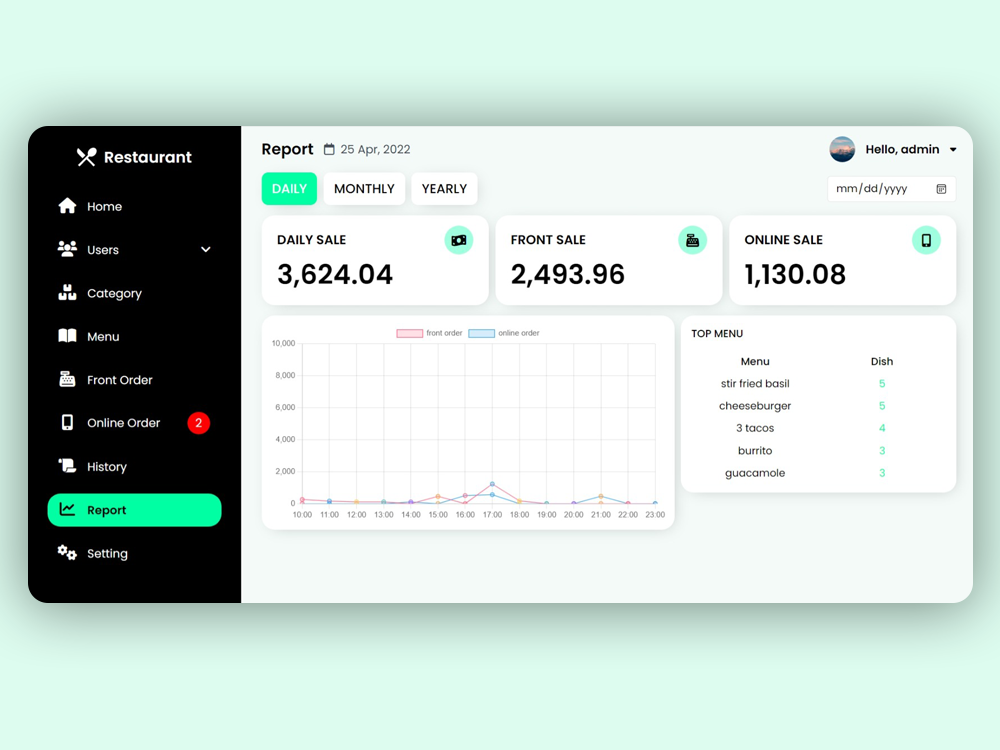 Restaurant
Home
Users
Category
Menu
Front Order
Online Order 2
History
Report
Setting
Report 25 Apr, 2022
Hello, admin
DAILY MONTHLY YEARLY
mm/dd/yyyy
DAILY SALE
3,624.04
FRONT SALE
2,493.96
ONLINE SALE
1,130.08
front order online order
10,000
8,000
6,000
4,000
2,000
0
10:00 11:00 12:00 13:00 14:00 15:00 16:00 17:00 18:00 19:00 20:00 21:00 22:00 23:00
TOP MENU
Menu Dish
stir fried basil 5
cheeseburger 5
3 tacos 4
burrito 3
guacamole 3